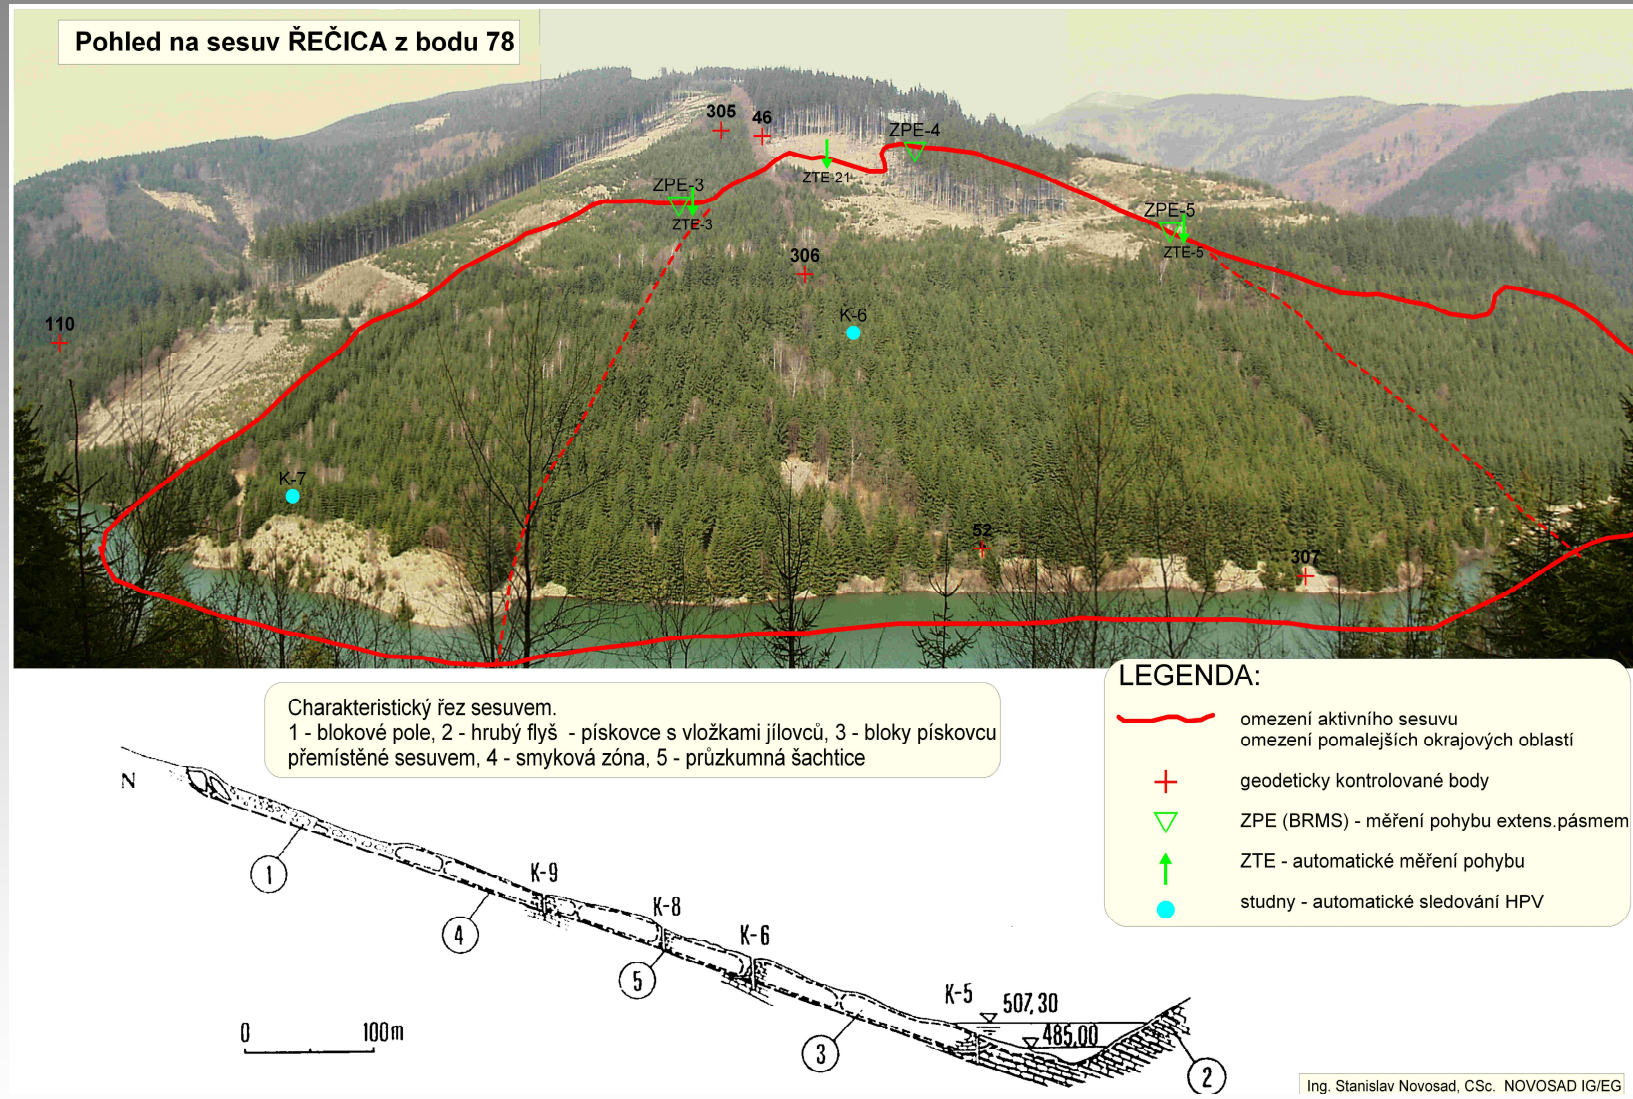 Pohled na sesuv ŘEČICA z bodu 78
305
46
ZPE-4
ZTE-21
ZPE-3
ZTE-3
ZPE-5
ZTE-5
306
110
K-6
K-7
52
307
LEGENDA:
omezení aktivního sesuvu
omezení pomalejších okrajových oblastí
geodeticky kontrolované body
ZPE (BRMS) - měření pohybu extens.pásmem
ZTE - automatické měření pohybu
studny - automatické sledování HPV
Charakteristický řez sesuvem.
1 - blokové pole, 2 - hrubý flyš - pískovce s vložkami jílovců, 3 - bloky pískovcu
přemístěné sesuvem, 4 - smyková zóna, 5 - průzkumná šachtice
N
1
K-9
4
K-8
K-6
5
K-5
507,30
485,00
0
100m
3
2
Ing. Stanislav Novosad, CSc. NOVOSAD IG/EG